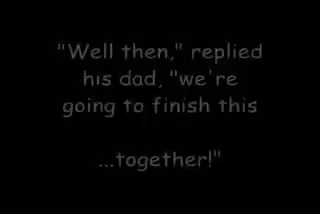 "Well then," replied
his dad, "we're
going to finish this
...together!"